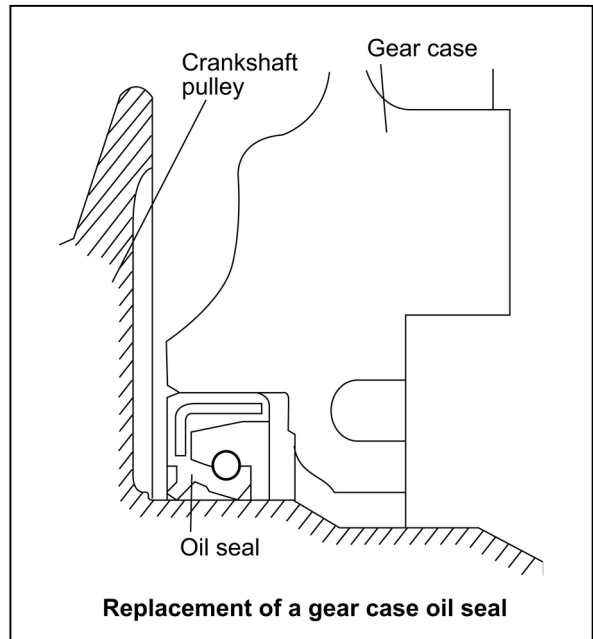 Crankshaft
pulley
Gear case
Oil seal
Replacement of a gear case oil seal